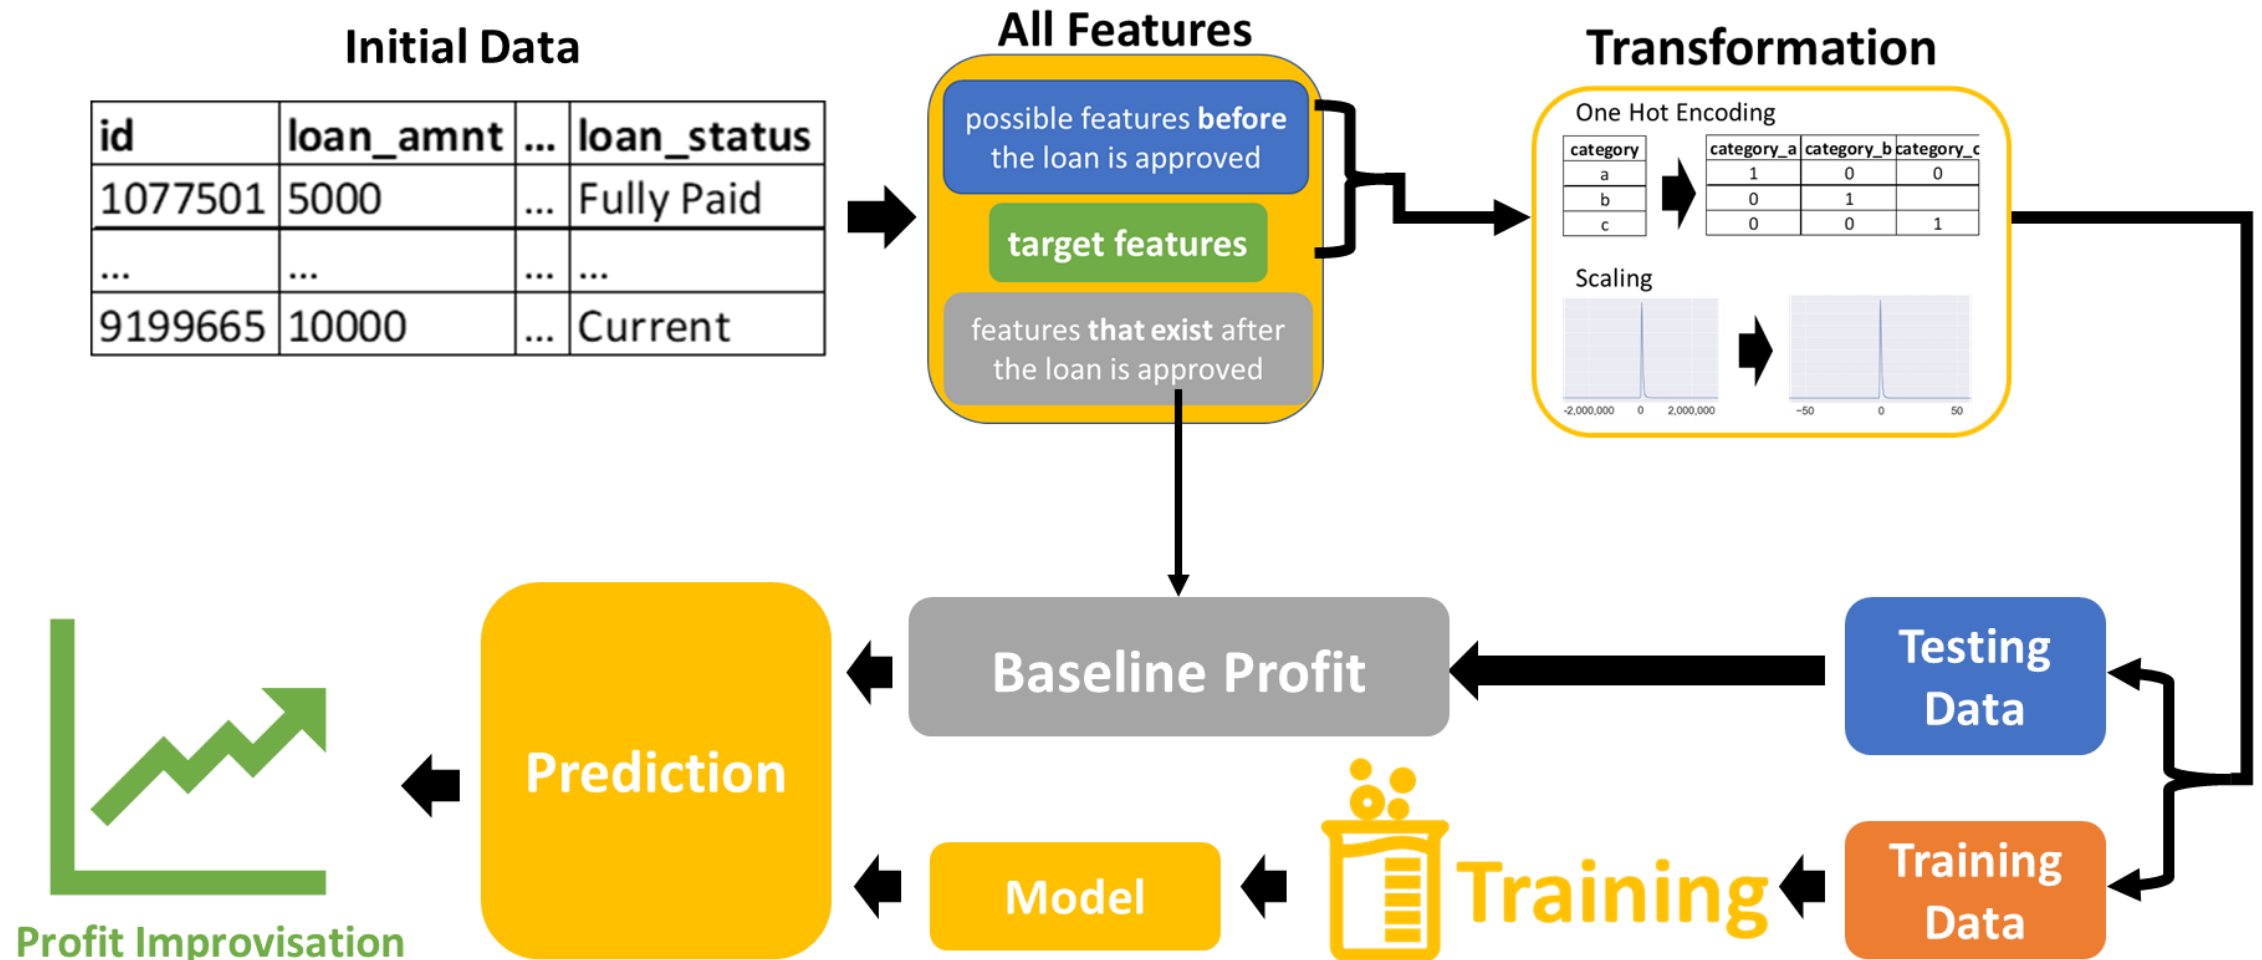 Initial Data
id loan_amnt ... loan_status
1077501 5000 ... Fully Paid
... ... ... ...
9199665 10000 ... Current
All Features
possible features before
the loan is approved
target features
features that exist after
the loan is approved
Transformation
One Hot Encoding
category
a
b
c
category_a category_b category_c
1 0 0
0 1
0 0 1
Scaling
-2,000,000 0 2,000,000
−50 0 50
Testing
Data
Training
Data
Baseline Profit
Training
Model
Prediction
Profit Improvisation